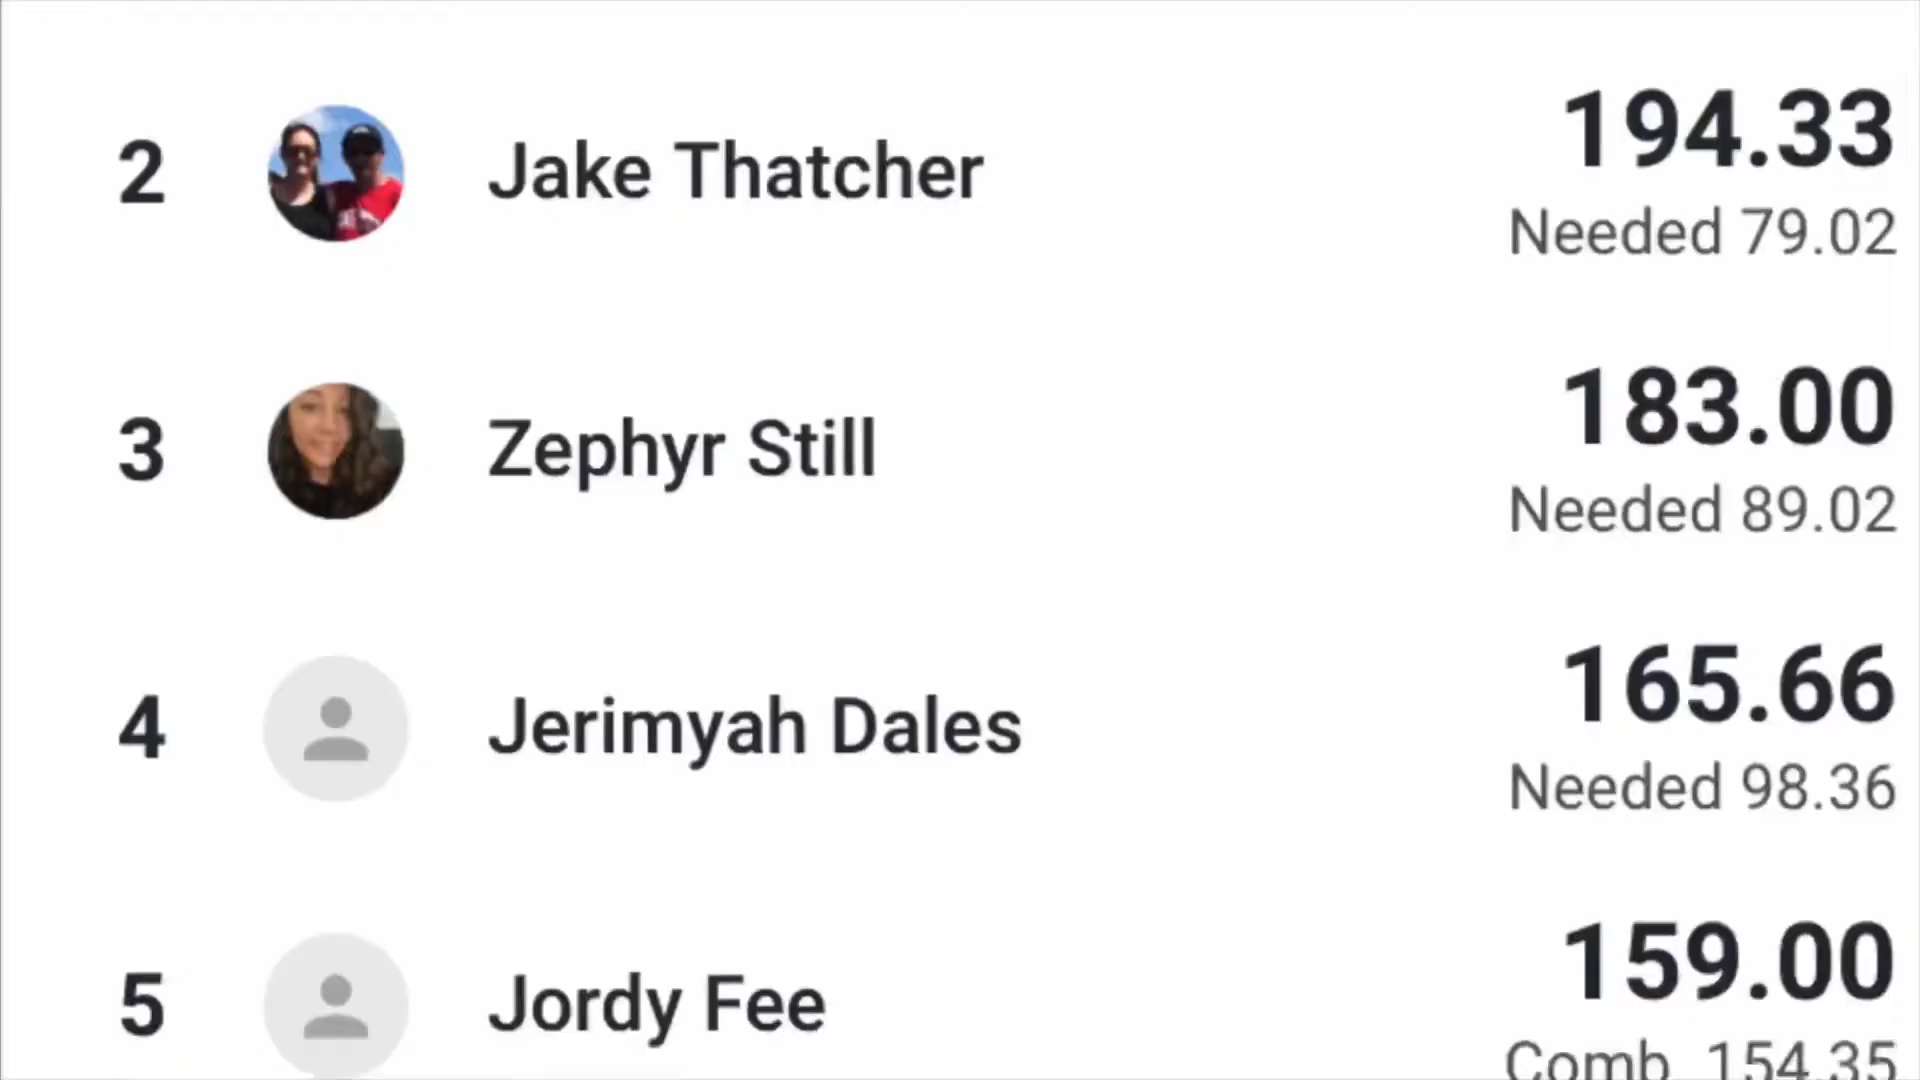 2
Jake Thatcher
194.33
Needed 79.02
3
Zephyr Still
183.00
Needed 89.02
4
Jerimyah Dales
165.66
Needed 98.36
5
Jordy Fee
159.00
Comb. 154.35